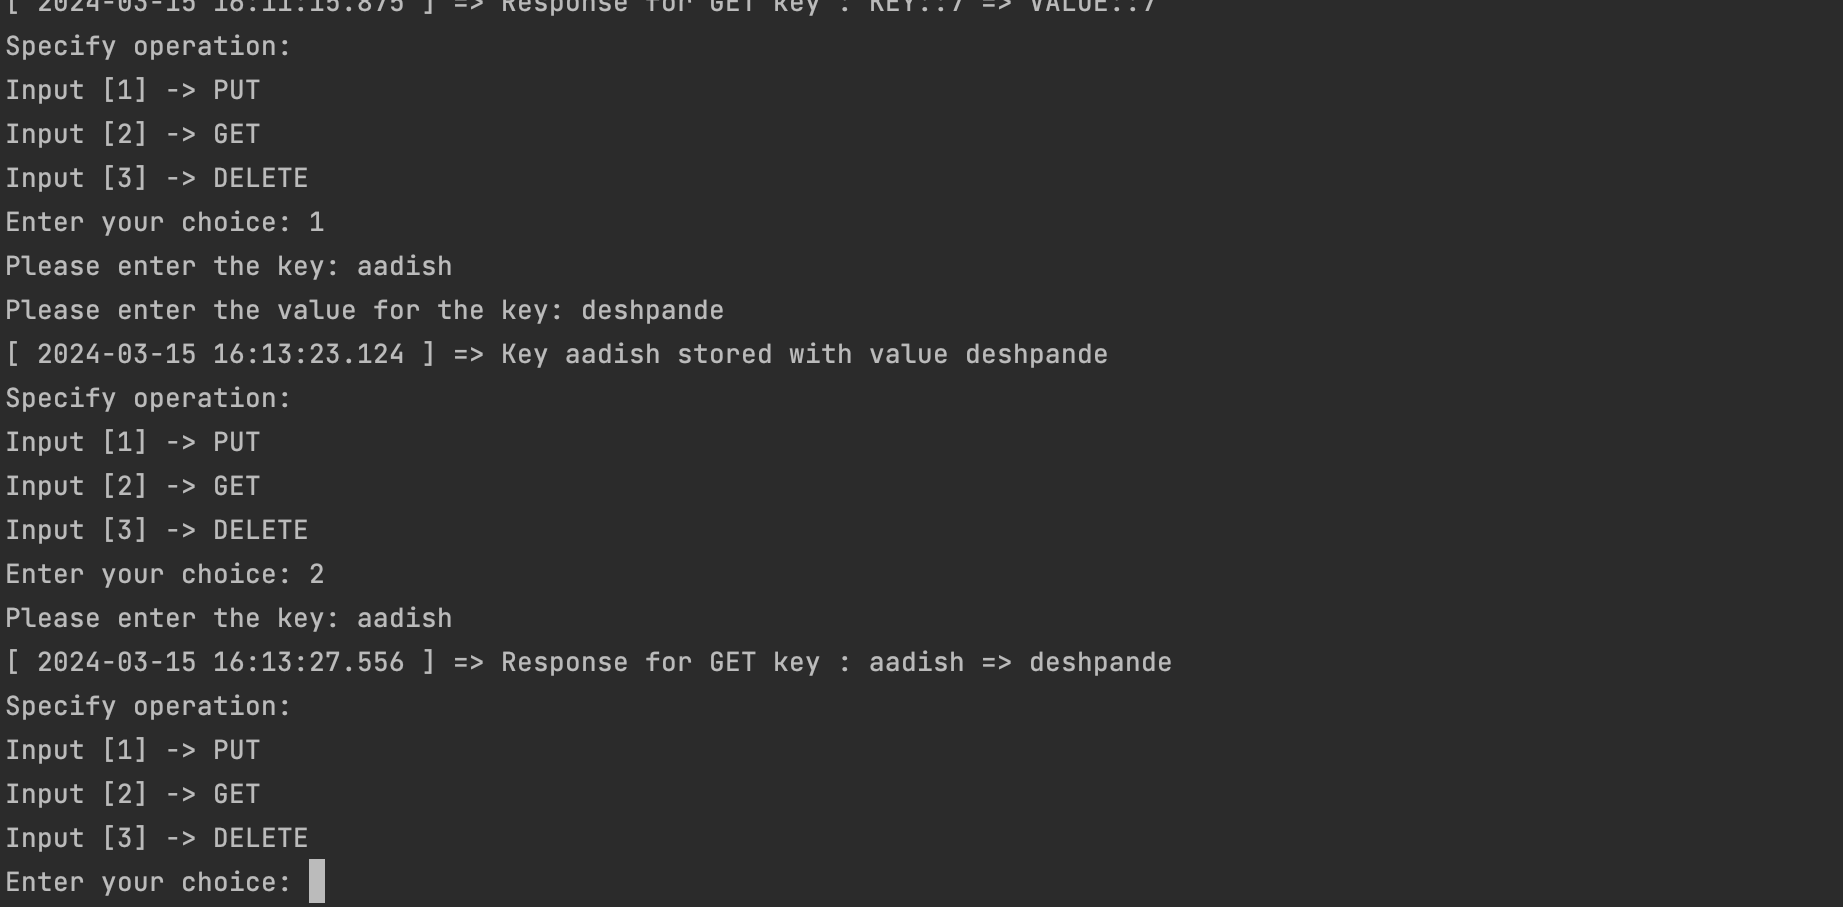 [ 2024-03-15 16:11:15.875 ] => Response for GET key : KEY::7 => VALUE::7
Specify operation:
Input [1] -> PUT
Input [2] -> GET
Input [3] -> DELETE
Enter your choice: 1
Please enter the key: aadish
Please enter the value for the key: deshpande
[ 2024-03-15 16:13:23.124 ] => Key aadish stored with value deshpande
Specify operation:
Input [1] -> PUT
Input [2] -> GET
Input [3] -> DELETE
Enter your choice: 2
Please enter the key: aadish
[ 2024-03-15 16:13:27.556 ] => Response for GET key : aadish => deshpande
Specify operation:
Input [1] -> PUT
Input [2] -> GET
Input [3] -> DELETE
Enter your choice: